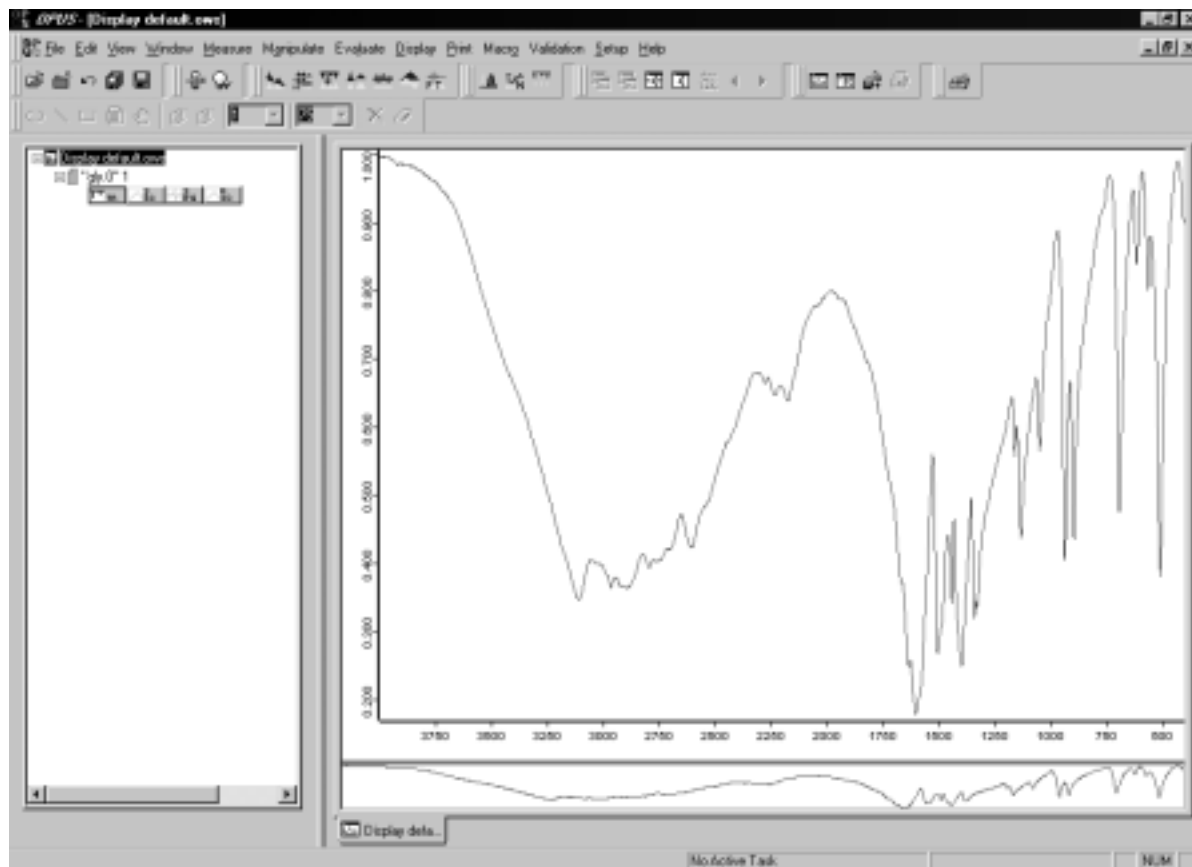 OPUS - [Display default.ows]
File Edit View Window Measure Manipulate Evaluate Display Print Macro Validation Setup Help
Display default.ows
"gly.0" 1
1.000
0.900
0.800
0.700
0.600
0.500
0.400
0.300
0.200
3750 3500 3250 3000 2750 2500 2250 2000 1750 1500 1250 1000 750 500
Display defa...
No Active Task NUM